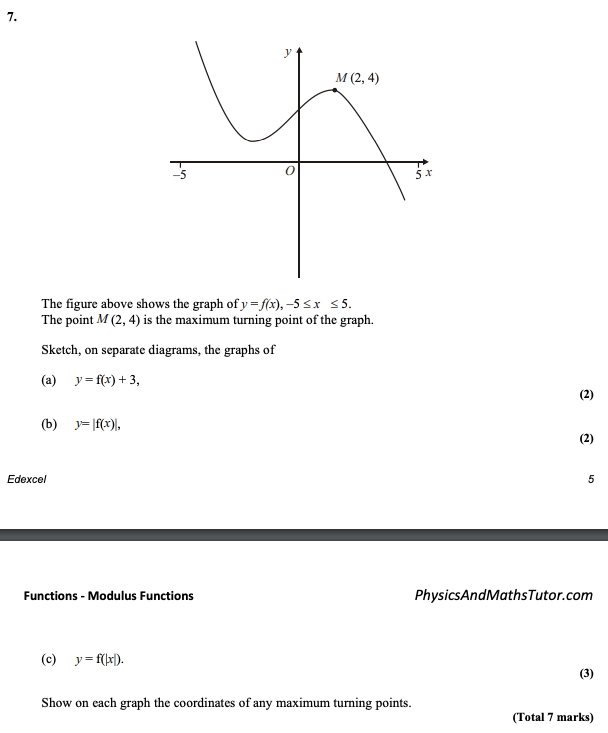 7.
y
M (2, 4)
–5
O
5 x
The figure above shows the graph of y = f(x), –5 ≤ x ≤ 5.
The point M (2, 4) is the maximum turning point of the graph.
Sketch, on separate diagrams, the graphs of
(a) y = f(x) + 3,
(2)
(b) y= |f(x)|,
(2)
Edexcel 5
Functions - Modulus Functions PhysicsAndMathsTutor.com
(c) y = f(|x|).
(3)
Show on each graph the coordinates of any maximum turning points.
(Total 7 marks)